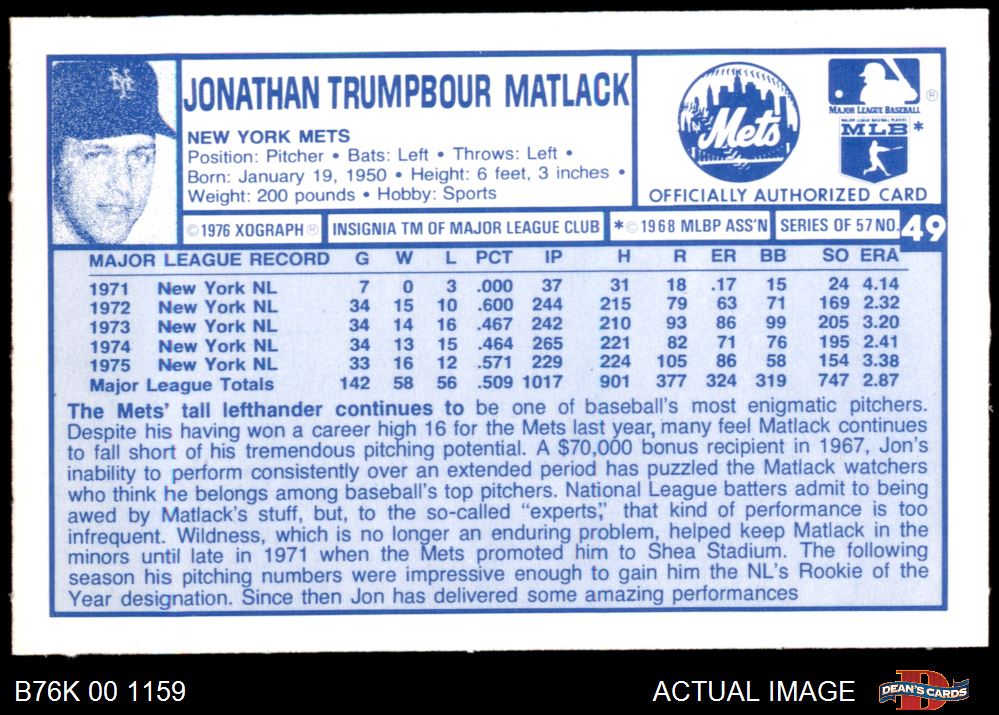 JONATHAN TRUMPBOUR MATLACK
NEW YORK METS
Position: Pitcher • Bats: Left • Throws: Left •
Born: January 19, 1950 • Height: 6 feet, 3 inches •
Weight: 200 pounds • Hobby: Sports
Mets
MAJOR LEAGUE BASEBALL ®
MAJOR LEAGUE BASEBALL PLAYERS
MLB *
OFFICIALLY AUTHORIZED CARD
© 1976 XOGRAPH ® INSIGNIA TM OF MAJOR LEAGUE CLUB *© 1968 MLBP ASS'N SERIES OF 57 NO. 49
MAJOR LEAGUE RECORD G W L PCT IP H R ER BB SO ERA
1971 New York NL 7 0 3 .000 37 31 18 .17 15 24 4.14
1972 New York NL 34 15 10 .600 244 215 79 63 71 169 2.32
1973 New York NL 34 14 16 .467 242 210 93 86 99 205 3.20
1974 New York NL 34 13 15 .464 265 221 82 71 76 195 2.41
1975 New York NL 33 16 12 .571 229 224 105 86 58 154 3.38
Major League Totals 142 58 56 .509 1017 901 377 324 319 747 2.87
The Mets' tall lefthander continues to be one of baseball's most enigmatic pitchers.
Despite his having won a career high 16 for the Mets last year, many feel Matlack continues
to fall short of his tremendous pitching potential. A $70,000 bonus recipient in 1967, Jon's
inability to perform consistently over an extended period has puzzled the Matlack watchers
who think he belongs among baseball's top pitchers. National League batters admit to being
awed by Matlack's stuff, but, to the so-called "experts," that kind of performance is too
infrequent. Wildness, which is no longer an enduring problem, helped keep Matlack in the
minors until late in 1971 when the Mets promoted him to Shea Stadium. The following
season his pitching numbers were impressive enough to gain him the NL's Rookie of the
Year designation. Since then Jon has delivered some amazing performances
B76K 00 1159
ACTUAL IMAGE
DEAN'S CARDS